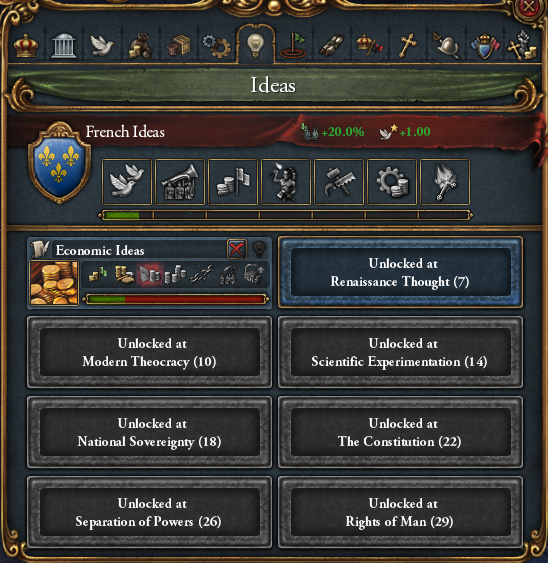 Ideas
French Ideas
+20.0%
+1.00
Economic Ideas
Unlocked at
Renaissance Thought (7)
Unlocked at
Modern Theocracy (10)
Unlocked at
Scientific Experimentation (14)
Unlocked at
National Sovereignty (18)
Unlocked at
The Constitution (22)
Unlocked at
Separation of Powers (26)
Unlocked at
Rights of Man (29)